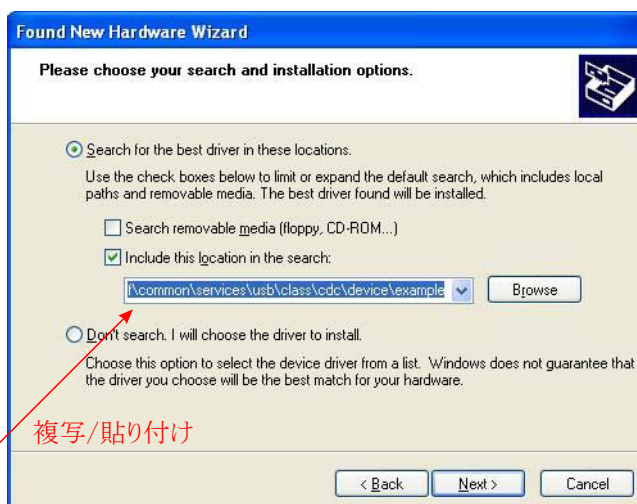 Found New Hardware Wizard
Please choose your search and installation options.
Search for the best driver in these locations.
Use the check boxes below to limit or expand the default search, which includes local
paths and removable media. The best driver found will be installed.
Search removable media (floppy, CD-ROM...)
Include this location in the search:
f\common\services\usb\class\cdc\device\example
Browse
Don't search. I will choose the driver to install.
Choose this option to select the device driver from a list. Windows does not guarantee that
the driver you choose will be the best match for your hardware.
複写/貼り付け
< Back
Next >
Cancel